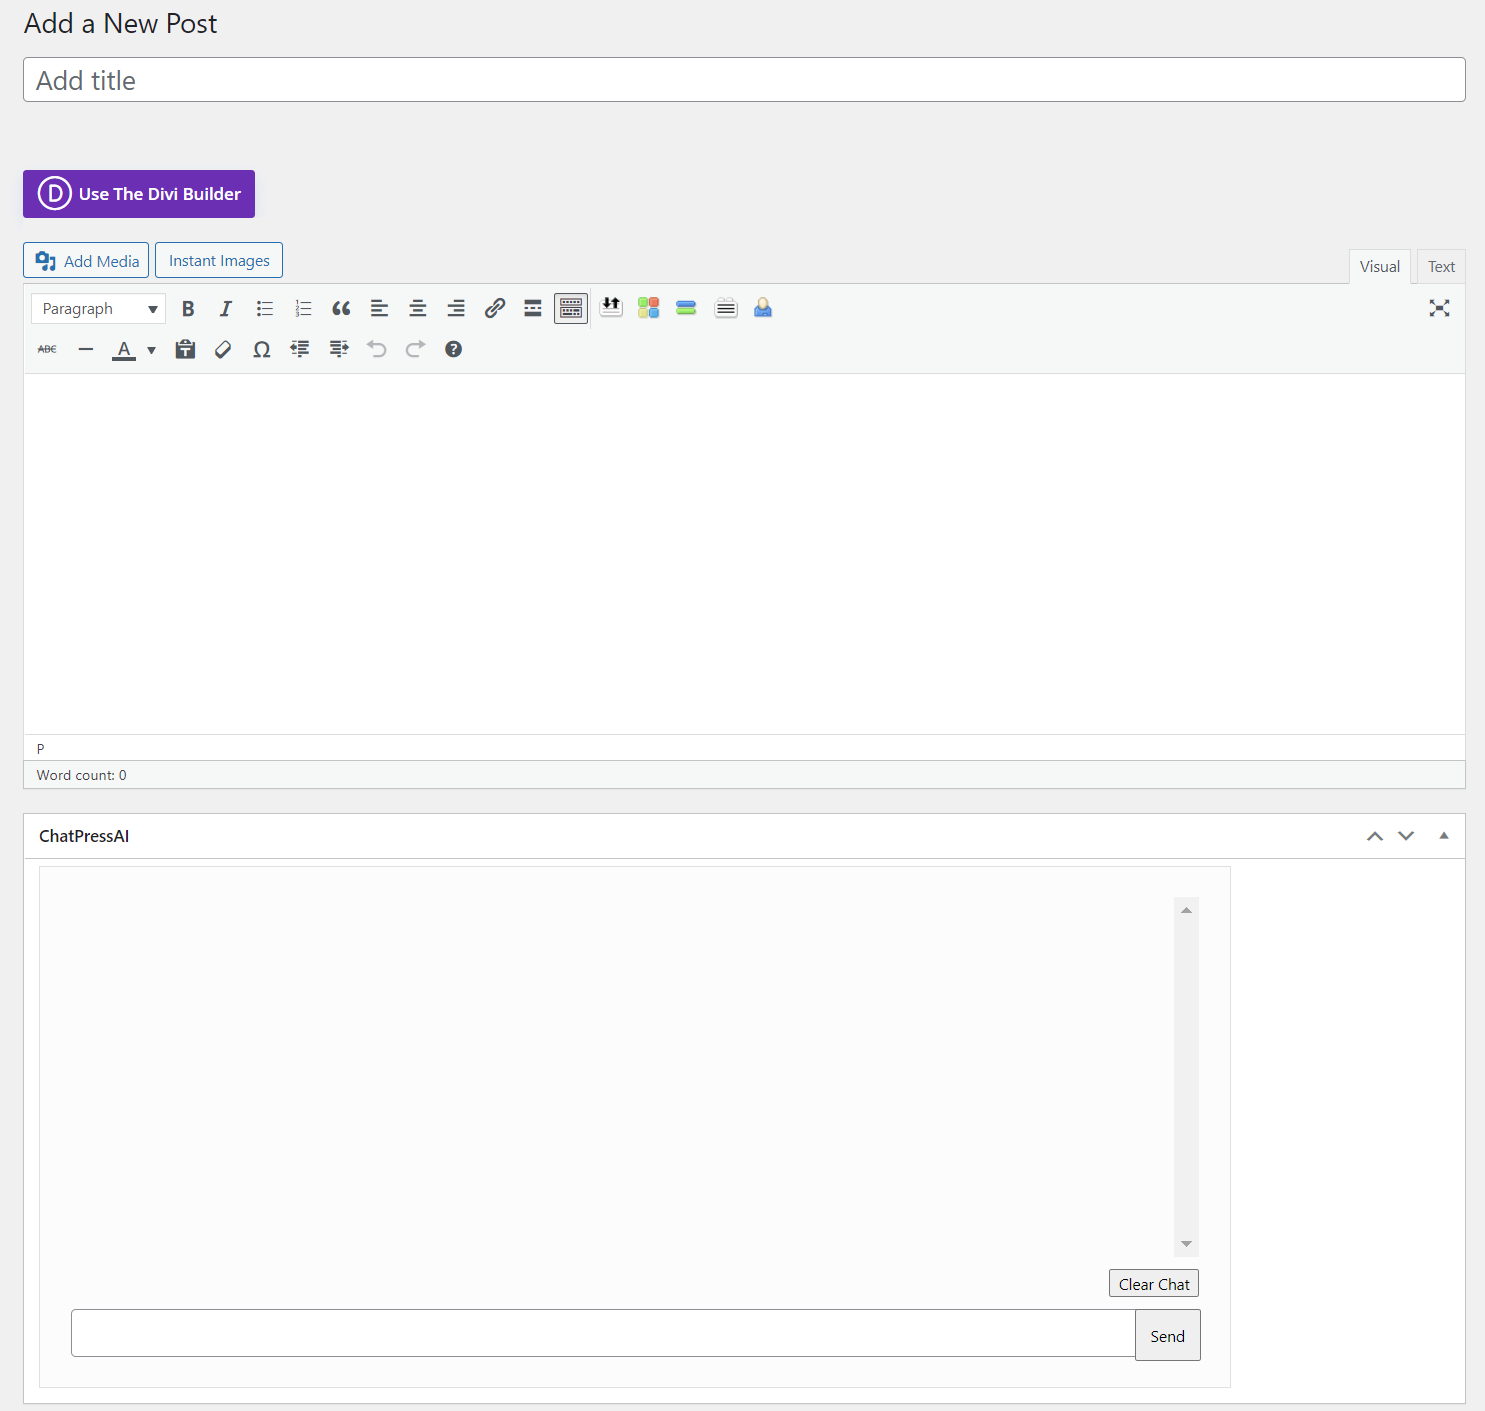 Add a New Post
Add title
D Use The Divi Builder
Add Media Instant Images
Visual Text
Paragraph B I
ABC A T Ω ?
P
Word count: 0
ChatPressAI
Clear Chat
Send